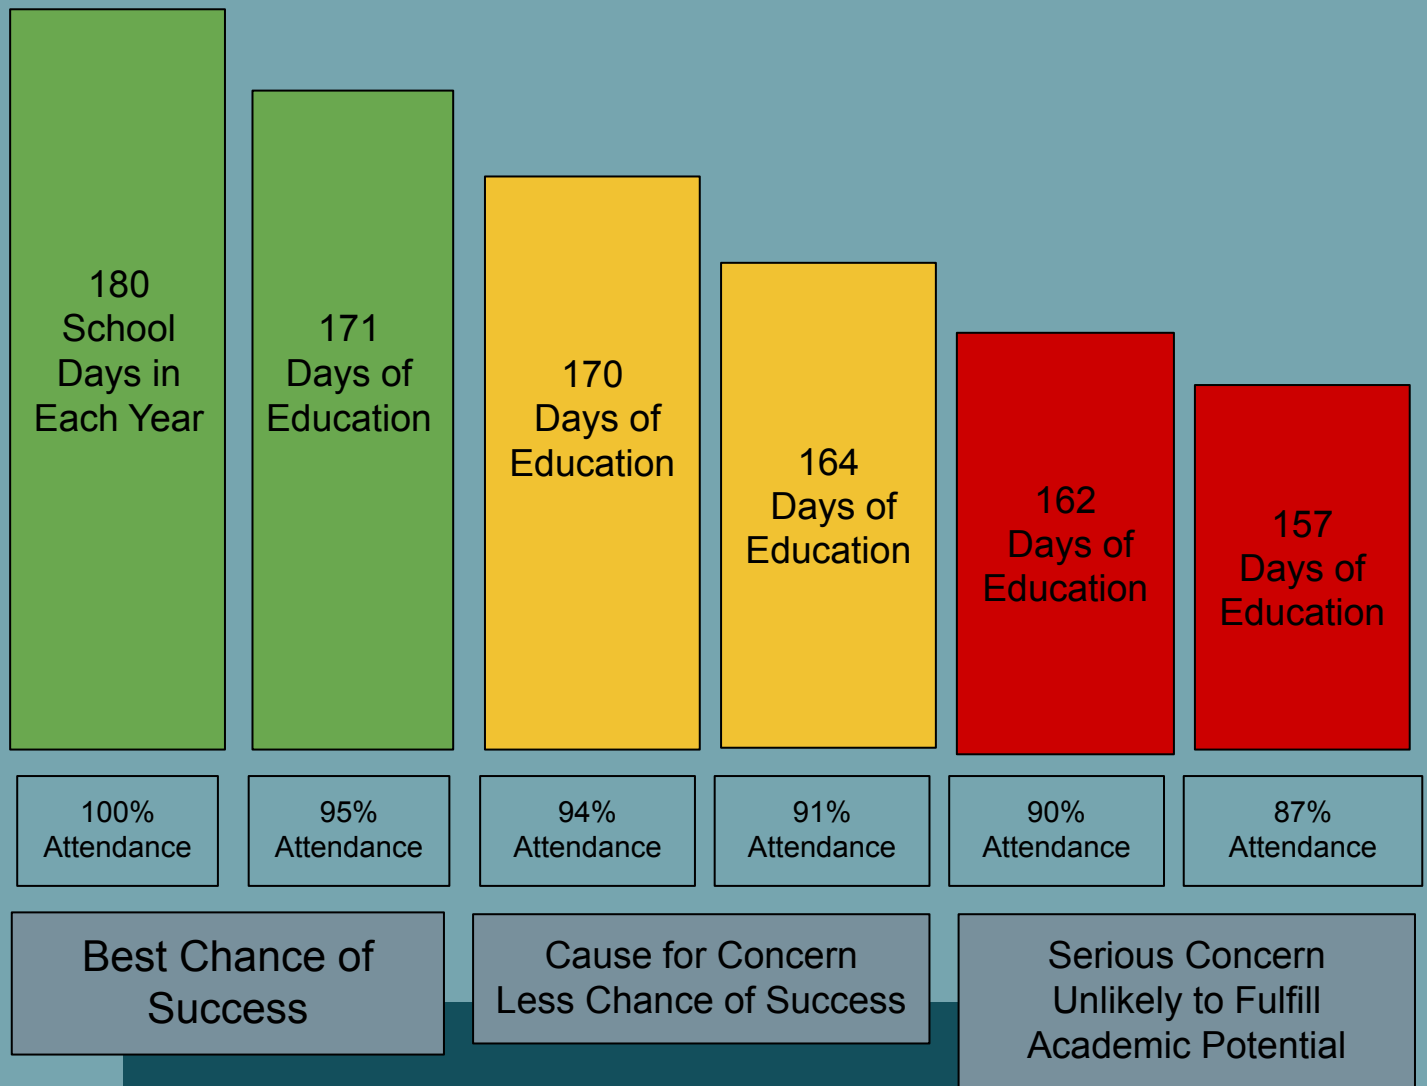 180
School
Days in
Each Year
171
Days of
Education
170
Days of
Education
164
Days of
Education
162
Days of
Education
157
Days of
Education
100%
Attendance
95%
Attendance
94%
Attendance
91%
Attendance
90%
Attendance
87%
Attendance
Best Chance of
Success
Cause for Concern
Less Chance of Success
Serious Concern
Unlikely to Fulfill
Academic Potential